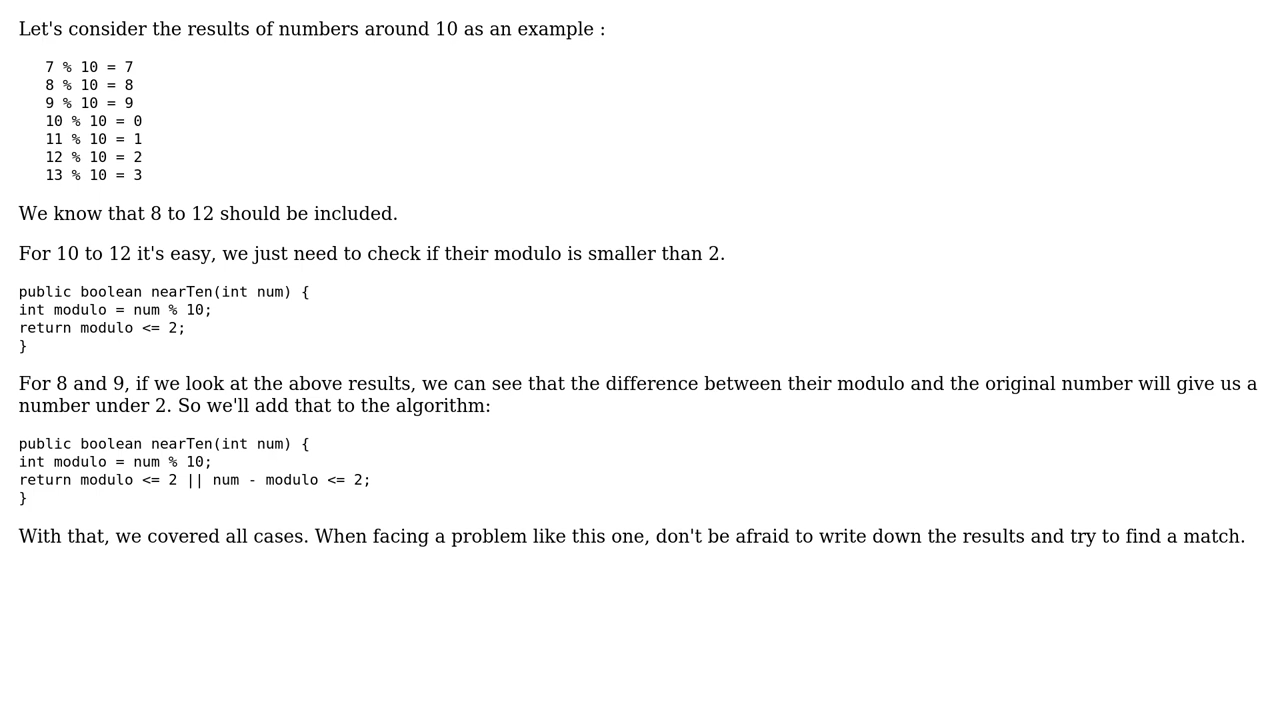 Let's consider the results of numbers around 10 as an example :
7 % 10 = 7
8 % 10 = 8
9 % 10 = 9
10 % 10 = 0
11 % 10 = 1
12 % 10 = 2
13 % 10 = 3
We know that 8 to 12 should be included.
For 10 to 12 it's easy, we just need to check if their modulo is smaller than 2.
public boolean nearTen(int num) {
int modulo = num % 10;
return modulo <= 2;
}
For 8 and 9, if we look at the above results, we can see that the difference between their modulo and the original number will give us a
number under 2. So we'll add that to the algorithm:
public boolean nearTen(int num) {
int modulo = num % 10;
return modulo <= 2 || num - modulo <= 2;
}
With that, we covered all cases. When facing a problem like this one, don't be afraid to write down the results and try to find a match.